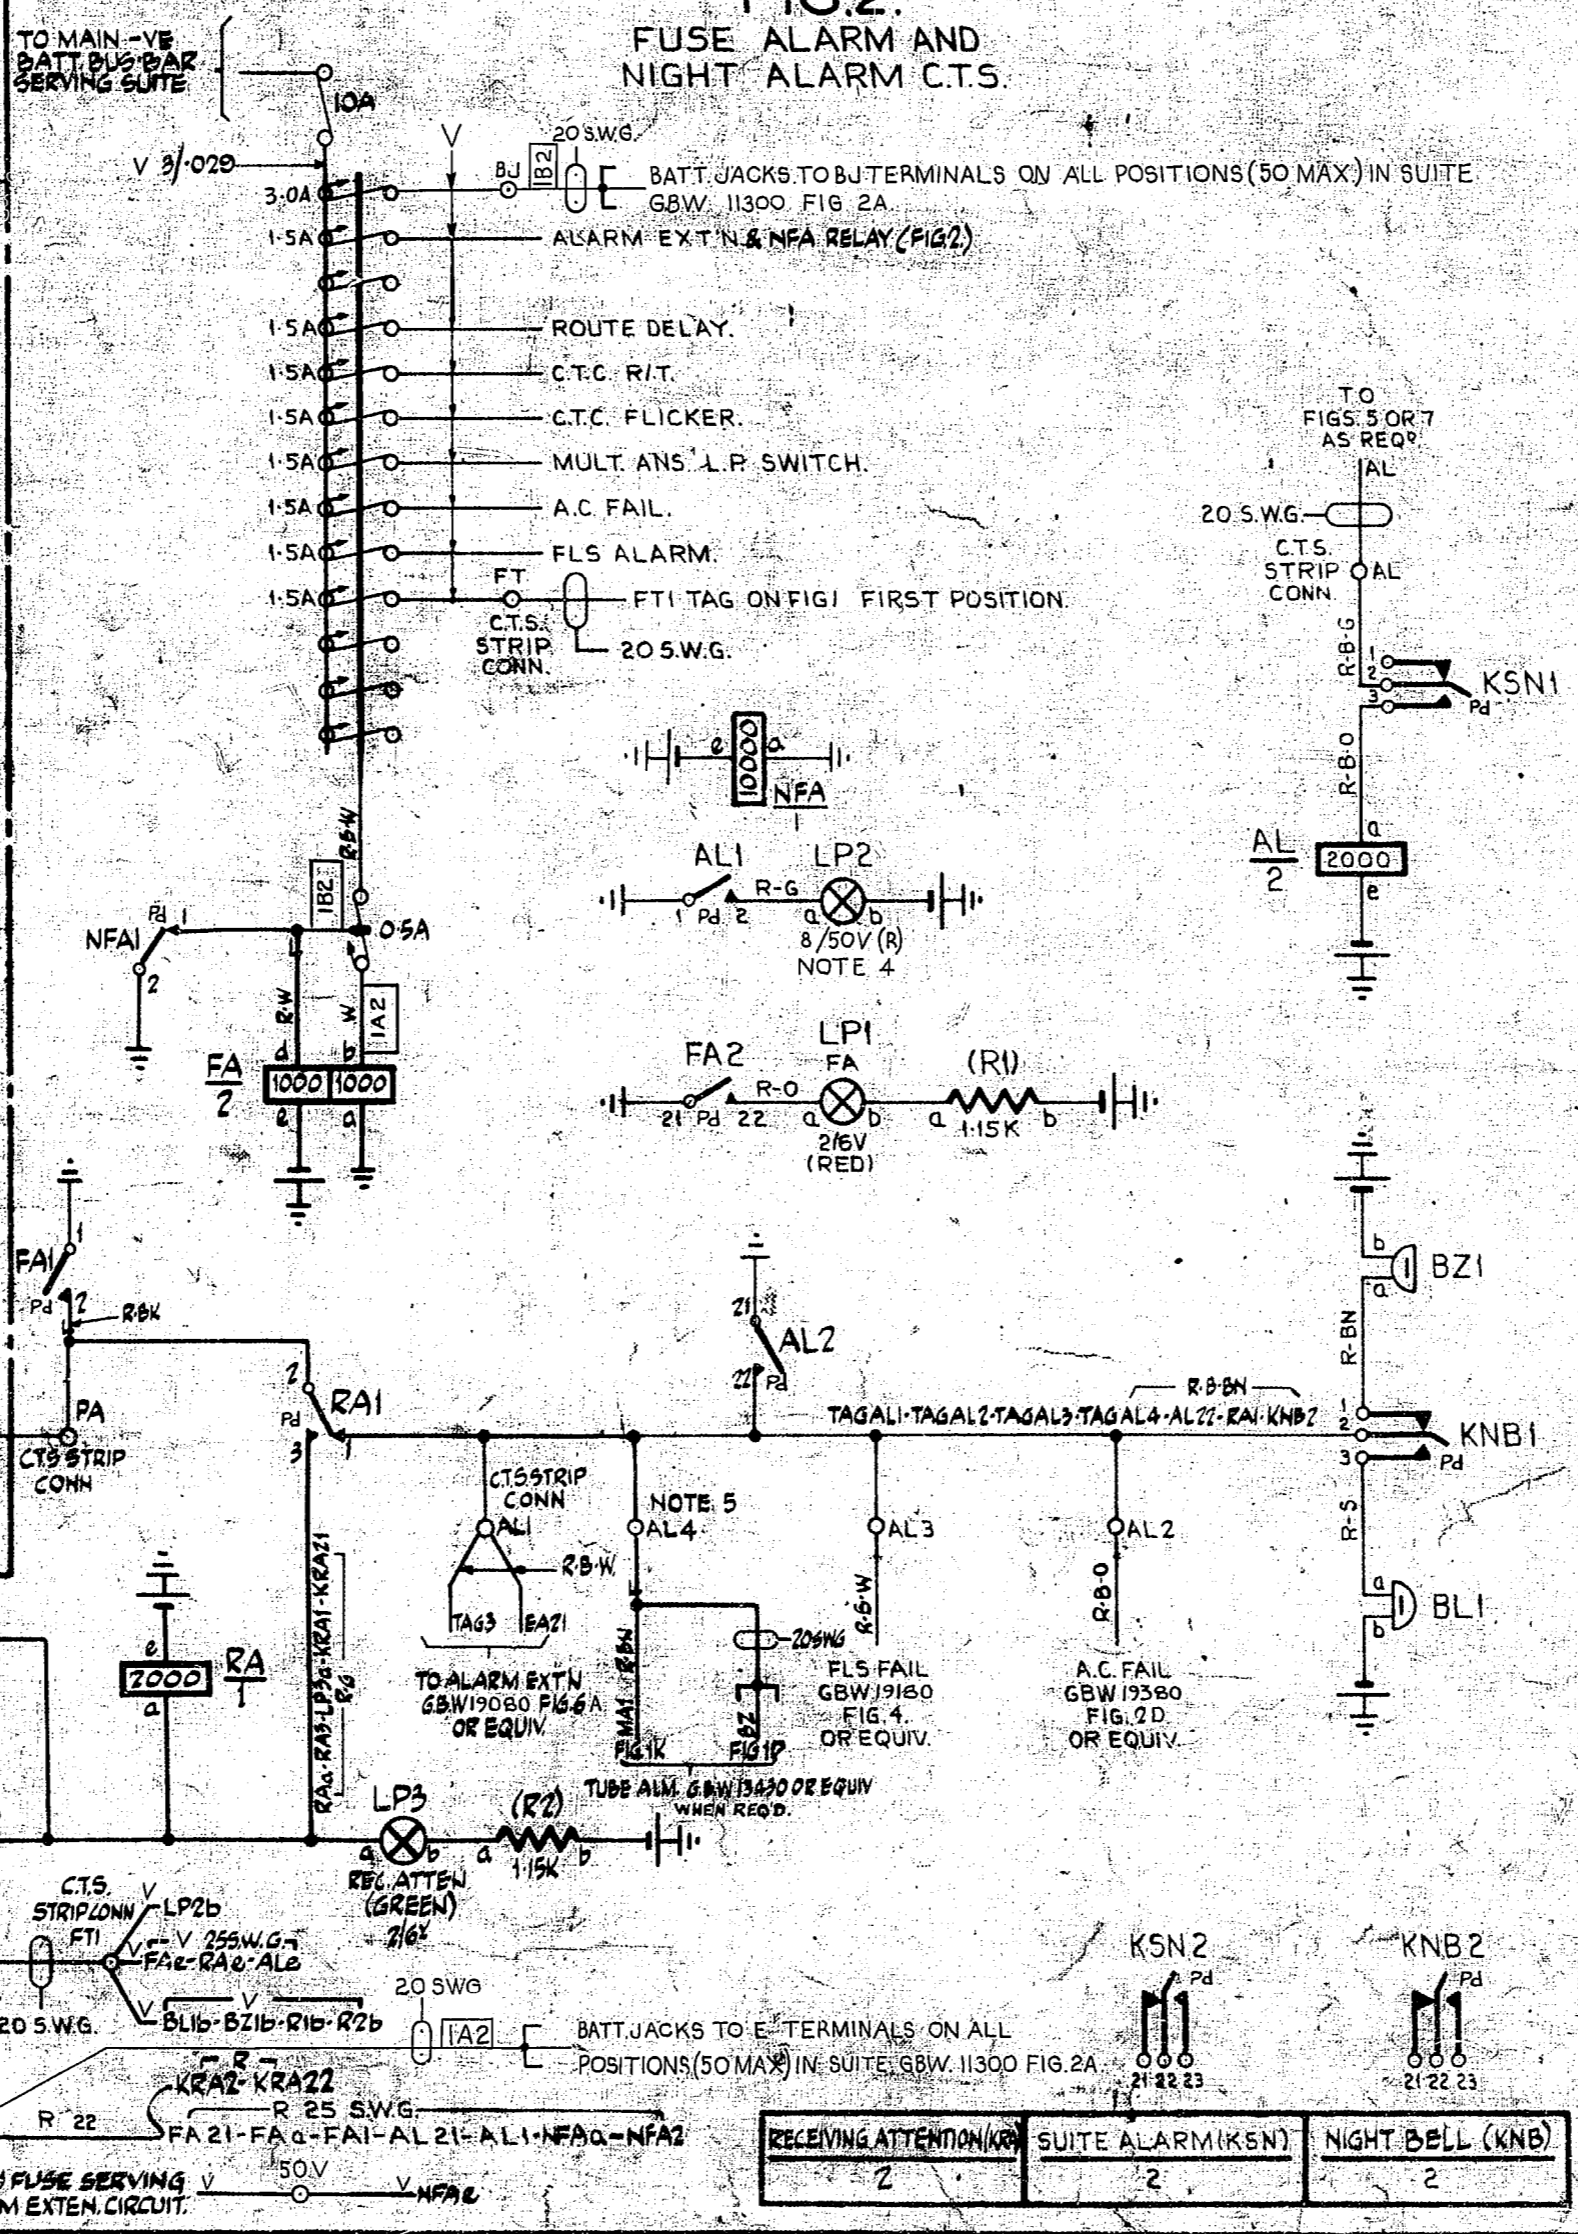 FIG.2.
FUSE ALARM AND
NIGHT ALARM C.T.S.
TO MAIN -VE
BATT BUS-BAR
SERVING SUITE
10A
V 3/.029
V
20 S.W.G.
BJ
1B2
BATT. JACKS. TO BJ TERMINALS ON ALL POSITIONS (50 MAX.) IN SUITE
GBW. 11300 FIG 2A.
3.0A
1.5A
ALARM EXT'N & NFA RELAY (FIG2.)
1.5A
ROUTE DELAY.
1.5A
C.T.C. R/T.
1.5A
C.T.C. FLICKER.
1.5A
MULT. ANS. L.P. SWITCH.
1.5A
A.C. FAIL.
1.5A
FLS ALARM.
1.5A
FT
FT1 TAG ON FIG1 FIRST POSITION.
C.T.S.
STRIP
CONN.
20 S.W.G.
TO
FIGS. 5 OR 7
AS REQD.
AL
20 S.W.G.
C.T.S.
STRIP
CONN.
AL
R-B-G
1
2
3
KSN1
Pd
R-B-O
a
AL
2
2000
e
e
10000
a
NFA
R-B-W
1B2
Pd 1
NFA1
2
0.5A
R-W
W
1A2
d
b
FA
2
1000
1000
e
a
AL1
LP2
1 Pd 2
R-G
a
b
8/50V (R)
NOTE 4
FA2
LP1
FA
(R1)
21 Pd 22
R-O
a
b
a
1.15K
b
2/6V
(RED)
b
BZ1
a
R-BN
FA1
1
Pd 2
R-BK
PA
CTS STRIP
CONN
2
RA1
Pd
3
1
21
AL2
22 Pd
R-B-BN
TAGAL1-TAGAL2-TAGAL3-TAGAL4-AL22-RA1-KNB2
1
2
3
KNB1
Pd
R-S
a
BL1
b
C.T.S STRIP
CONN
AL1
R-B-W.
TAG3
EA21
TO ALARM EXT'N
GBW19080 FIG.6A
OR EQUIV.
NOTE 5
AL4
R-BN
MA1
FIG1K
20SWG
BZ
FIG1P
TUBE ALM. GBW13430 OR EQUIV
WHEN REQ'D.
AL3
R-G-W
FLS FAIL
GBW 19180
FIG. 4.
OR EQUIV.
AL2
R-B-O
A.C. FAIL
GBW 19380
FIG. 2D
OR EQUIV.
e
2000
a
RA
1
RAa-RA3-LP3a-KRA1-KRA21
R-G
LP3
a
b
(R2)
a
1.15K
b
REC. ATTEN
(GREEN)
2/6V
C.T.S.
STRIP CONN
FT1
V
LP2b
V
V 25 S.W.G.
FAe-RAe-ALe
V
V
BL1b-BZ1b-R1b-R2b
20 S.W.G.
20 SWG
1A2
BATT. JACKS TO E TERMINALS ON ALL
POSITIONS (50 MAX) IN SUITE. GBW. 11300 FIG. 2A
R
KRA2-KRA22
R 22
R 25 S.W.G.
FA21-FAa-FA1-AL21-AL1-NFAa-NFA2
FUSE SERVING
EXTEN. CIRCUIT.
V
50V
V
NFAe
KSN2
Pd
21 22 23
KNB2
Pd
21 22 23
RECEIVING ATTENTION (KRA)
2
SUITE ALARM (KSN)
2
NIGHT BELL (KNB)
2